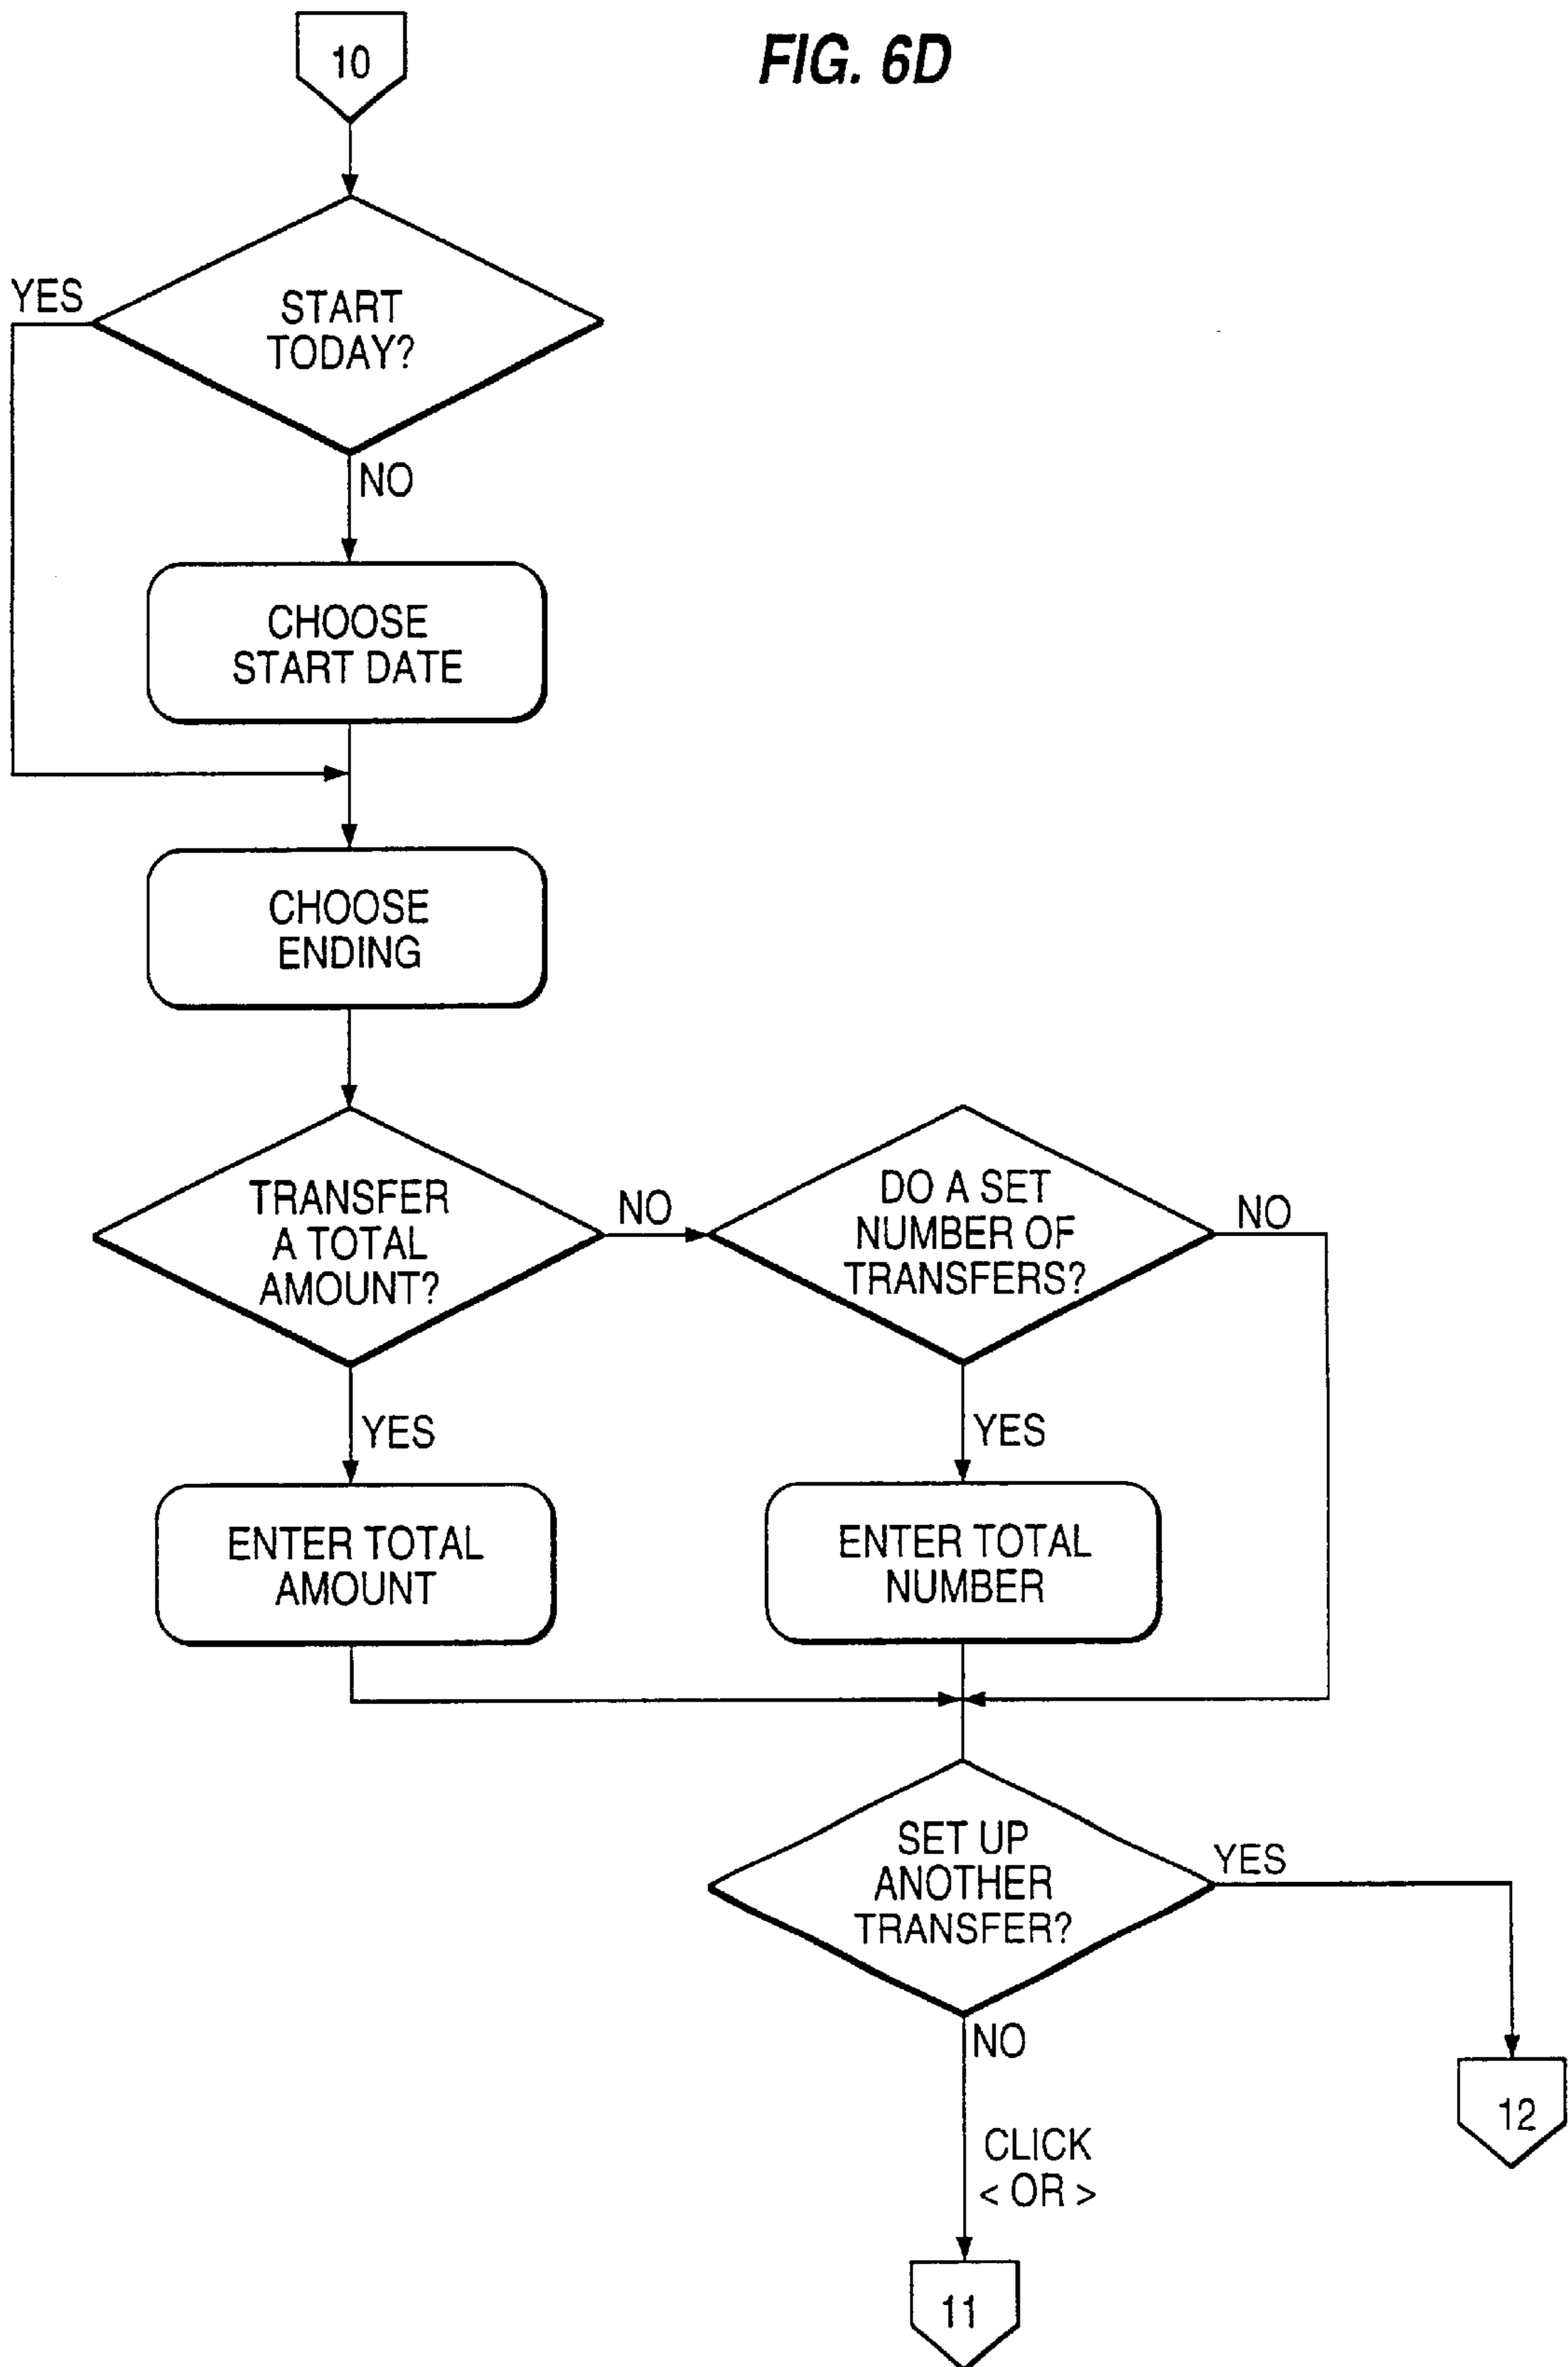 FIG. 6D
10
START
TODAY?
YES
NO
CHOOSE
START DATE
CHOOSE
ENDING
TRANSFER
A TOTAL
AMOUNT?
NO
DO A SET
NUMBER OF
TRANSFERS?
NO
YES
YES
ENTER TOTAL
AMOUNT
ENTER TOTAL
NUMBER
SET UP
ANOTHER
TRANSFER?
YES
NO
12
CLICK
< OR >
11